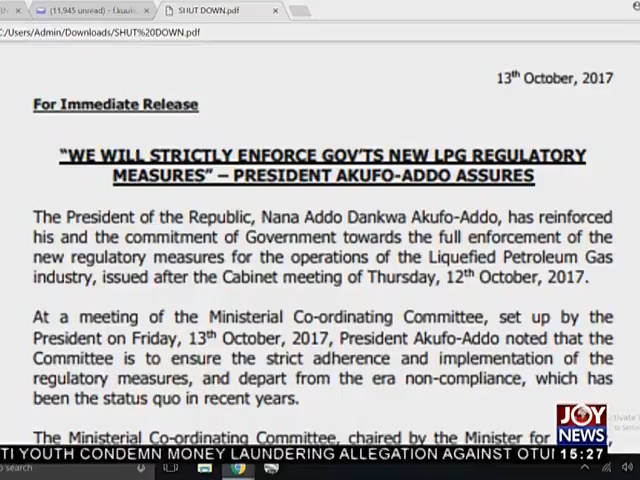 (11,945 unread) - f.kuuk
SHUT DOWN.pdf
C:/Users/Admin/Downloads/SHUT%20DOWN.pdf
13th October, 2017
For Immediate Release
"WE WILL STRICTLY ENFORCE GOV'TS NEW LPG REGULATORY
MEASURES" – PRESIDENT AKUFO-ADDO ASSURES
The President of the Republic, Nana Addo Dankwa Akufo-Addo, has reinforced
his and the commitment of Government towards the full enforcement of the
new regulatory measures for the operations of the Liquefied Petroleum Gas
industry, issued after the Cabinet meeting of Thursday, 12th October, 2017.
At a meeting of the Ministerial Co-ordinating Committee, set up by the
President on Friday, 13th October, 2017, President Akufo-Addo noted that the
Committee is to ensure the strict adherence and implementation of the
regulatory measures, and depart from the era non-compliance, which has
been the status quo in recent years.
The Ministerial Co-ordinating Committee, chaired by the Minister for
JOY
NEWS
TI YOUTH CONDEMN MONEY LAUNDERING ALLEGATION AGAINST OTUI
15:27
search